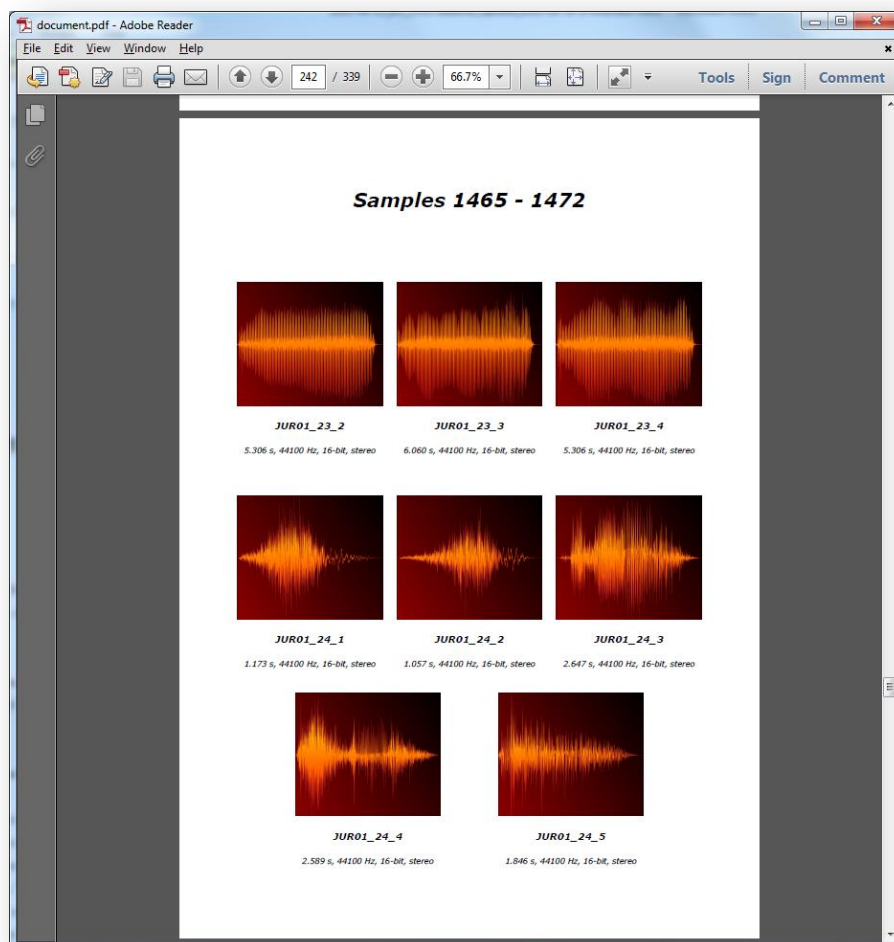 document.pdf - Adobe Reader
File Edit View Window Help
242 / 339 66.7% Tools Sign Comment
Samples 1465 - 1472
JUR01_23_2 JUR01_23_3 JUR01_23_4
5.306 s, 44100 Hz, 16-bit, stereo 6.060 s, 44100 Hz, 16-bit, stereo 5.306 s, 44100 Hz, 16-bit, stereo
JUR01_24_1 JUR01_24_2 JUR01_24_3
1.173 s, 44100 Hz, 16-bit, stereo 1.057 s, 44100 Hz, 16-bit, stereo 2.647 s, 44100 Hz, 16-bit, stereo
JUR01_24_4 JUR01_24_5
2.589 s, 44100 Hz, 16-bit, stereo 1.846 s, 44100 Hz, 16-bit, stereo